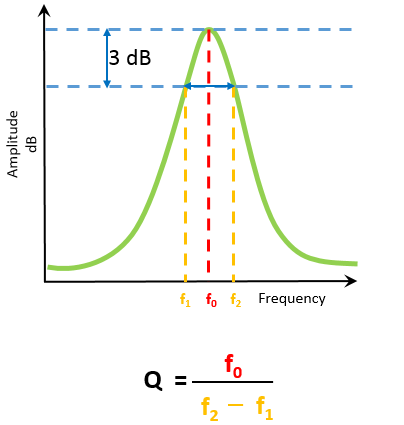 3 dB
Amplitude
dB
f₁ f₀ f₂ Frequency
Q = f₀
f₂ − f₁